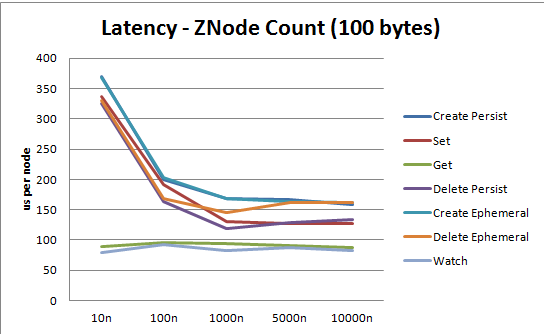 Latency - ZNode Count (100 bytes)
400
350
300
250
200
150
100
50
0
us per node
10n 100n 1000n 5000n 10000n
Create Persist
Set
Get
Delete Persist
Create Ephemeral
Delete Ephemeral
Watch